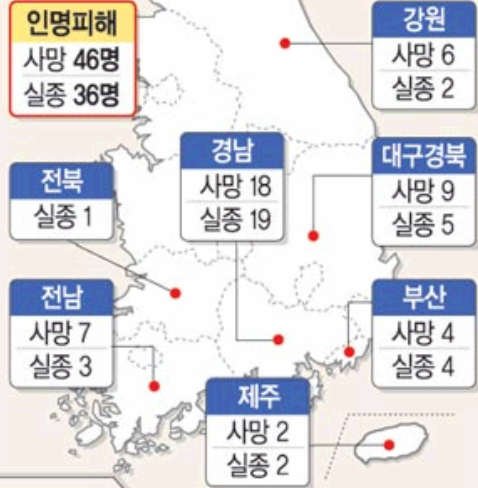 인명피해
사망 46명
실종 36명
강원
사망 6
실종 2
경남
사망 18
실종 19
대구경북
사망 9
실종 5
전북
실종 1
전남
사망 7
실종 3
부산
사망 4
실종 4
제주
사망 2
실종 2